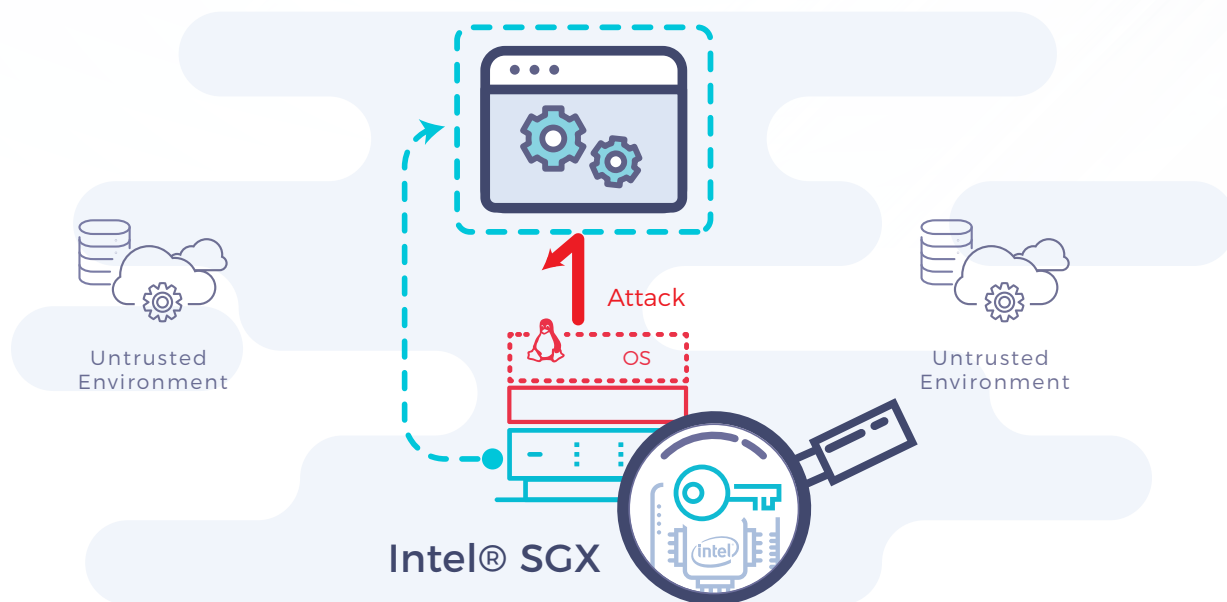 Attack
OS
Untrusted
Environment
Untrusted
Environment
Intel® SGX
intel